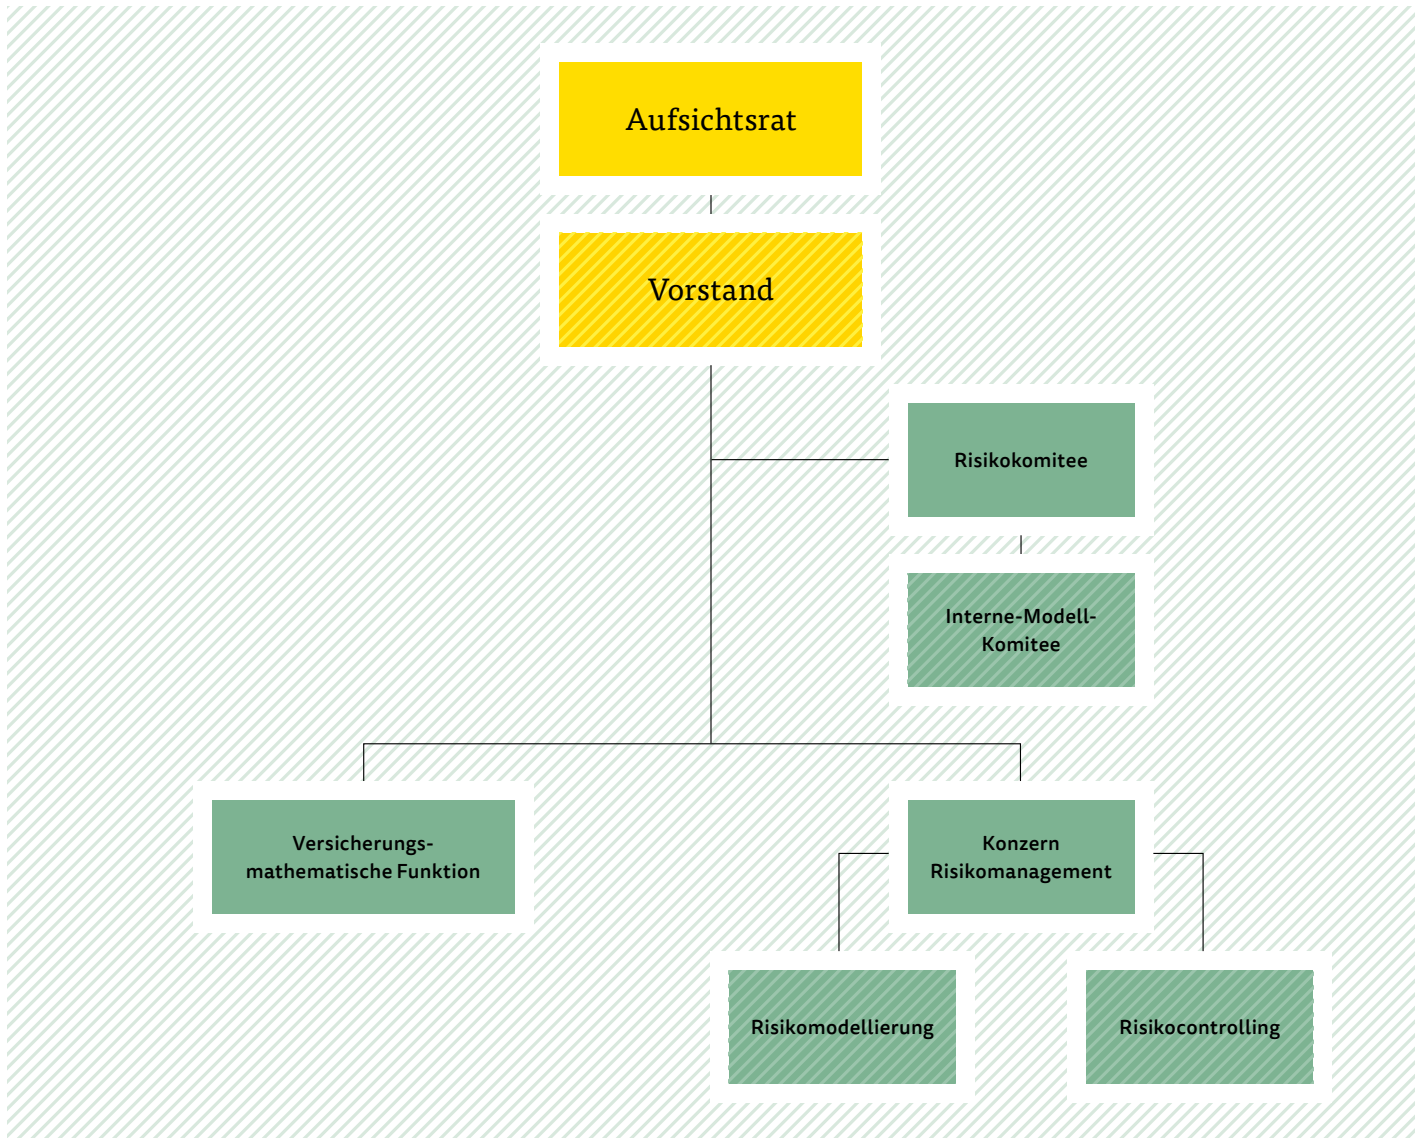 Aufsichtsrat
Vorstand
Risikokomitee
Interne-Modell-
Komitee
Versicherungs-
mathematische Funktion
Konzern
Risikomanagement
Risikomodellierung
Risikocontrolling